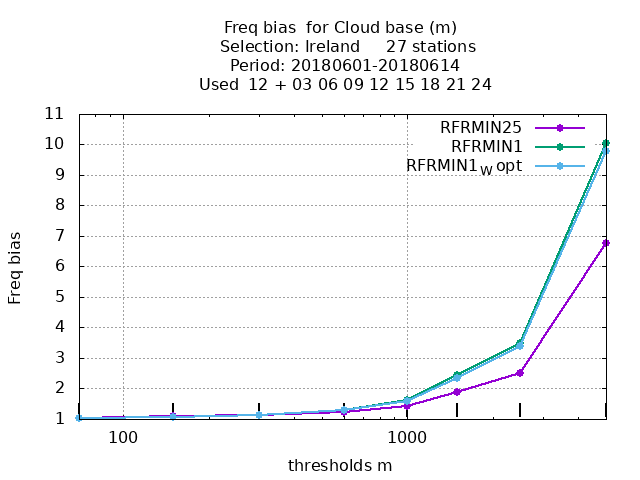 Freq bias  for Cloud base (m)
Selection: Ireland     27 stations
Period: 20180601-20180614
Used  12 + 03 06 09 12 15 18 21 24
RFRMIN25
RFRMIN1
RFRMIN1W opt
11
10
9
8
7
6
5
4
3
2
1
Freq bias
100
1000
thresholds m